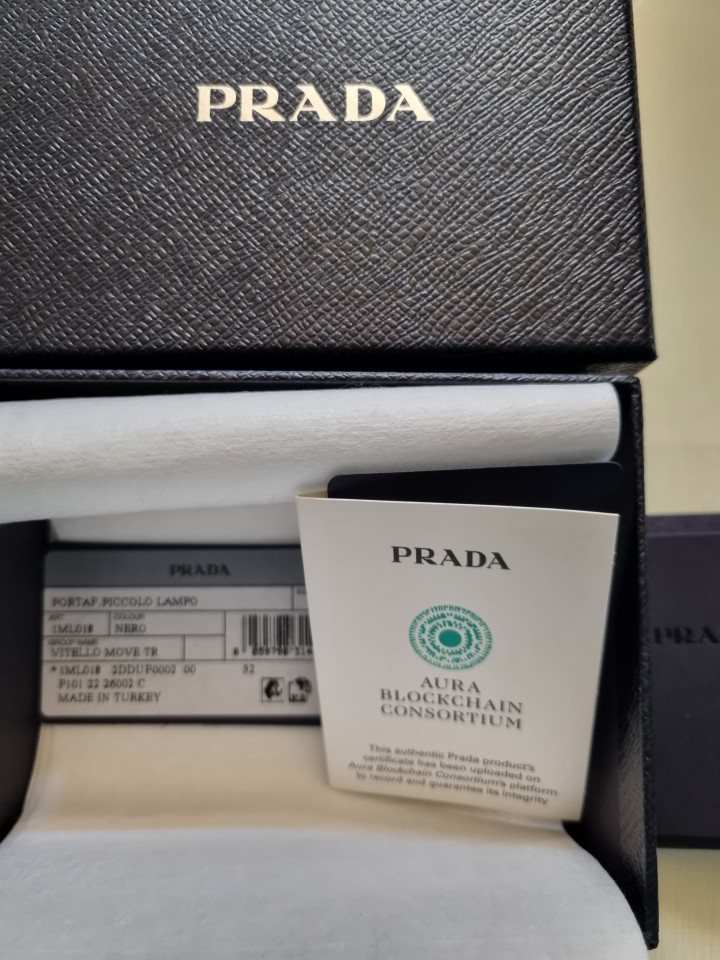 PRADA
PRADA
PORTAF.PICCOLO LAMPO
ART
COLOUR
1ML018
NERO
GROUP NAME
VITELLO MOVE TR
* 1ML018 2DDUF0002 00 32
P101 22 26002 C
MADE IN TURKEY
PRADA
AURA
BLOCKCHAIN
CONSORTIUM
This authentic Prada product's
certificate has been uploaded on
Aura Blockchain Consortium's platform
to record and guarantee its integrity
PRA